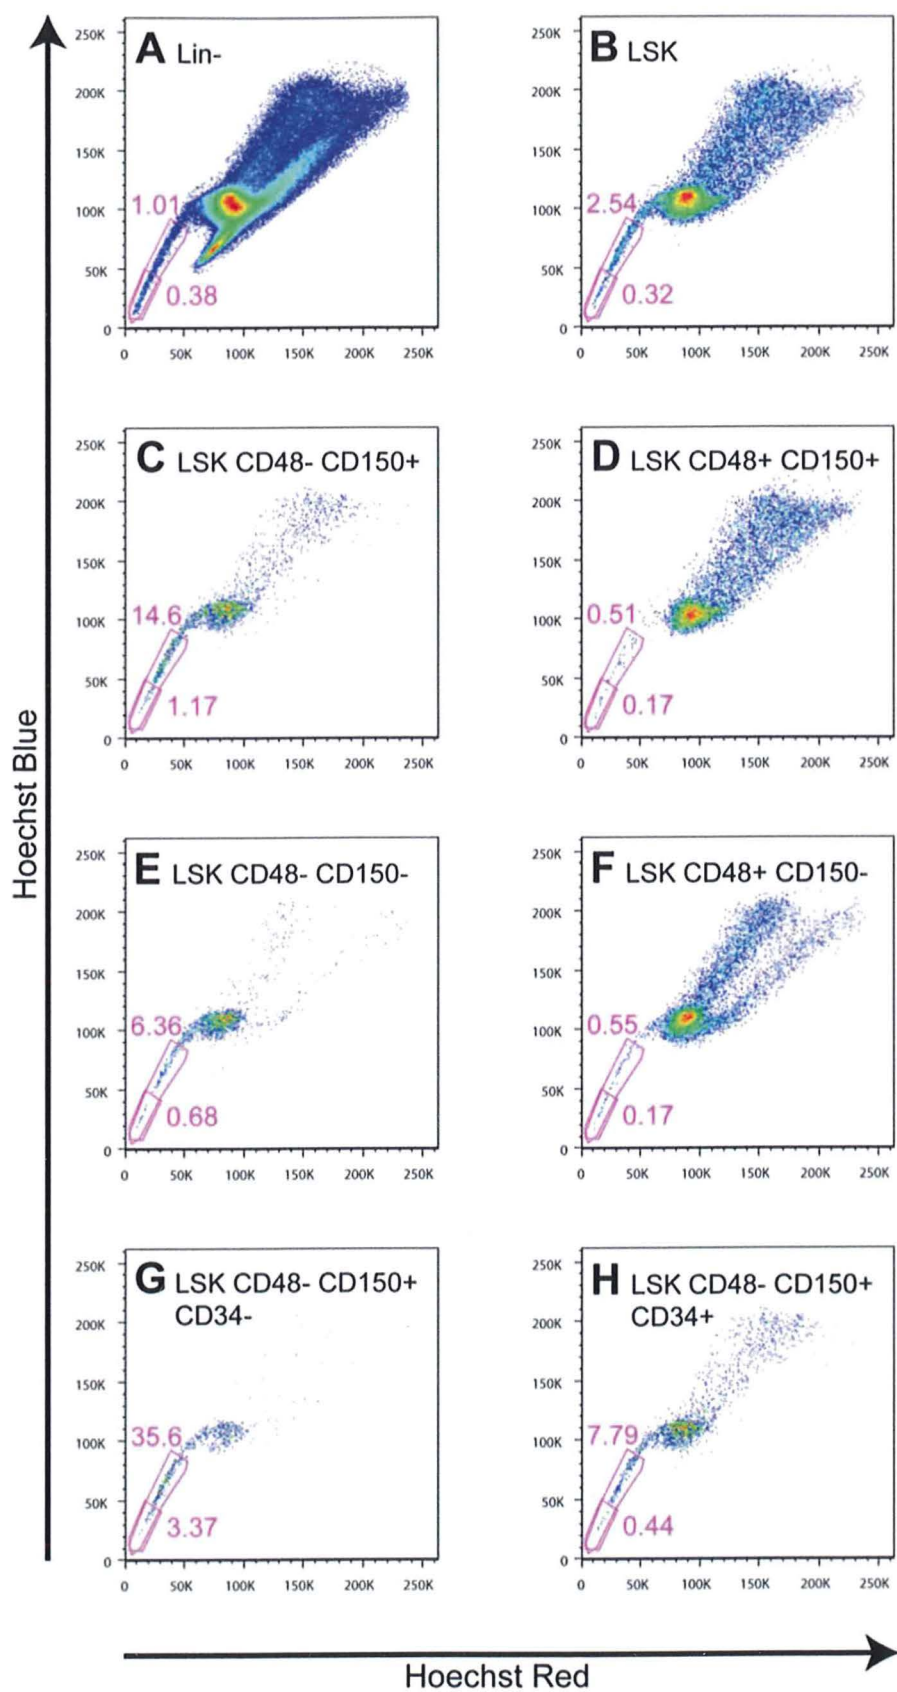 Hoechst Blue
A Lin-
250K
200K
150K
100K
50K
0
1.01
0.38
0 50K 100K 150K 200K 250K
B LSK
250K
200K
150K
100K
50K
0
2.54
0.32
0 50K 100K 150K 200K 250K
C LSK CD48- CD150+
250K
200K
150K
100K
50K
0
14.6
1.17
0 50K 100K 150K 200K 250K
D LSK CD48+ CD150+
250K
200K
150K
100K
50K
0
0.51
0.17
0 50K 100K 150K 200K 250K
E LSK CD48- CD150-
250K
200K
150K
100K
50K
0
6.36
0.68
0 50K 100K 150K 200K 250K
F LSK CD48+ CD150-
250K
200K
150K
100K
50K
0
0.55
0.17
0 50K 100K 150K 200K 250K
G LSK CD48- CD150+
CD34-
250K
200K
150K
100K
50K
0
35.6
3.37
0 50K 100K 150K 200K 250K
H LSK CD48- CD150+
CD34+
250K
200K
150K
100K
50K
0
7.79
0.44
0 50K 100K 150K 200K 250K
Hoechst Red